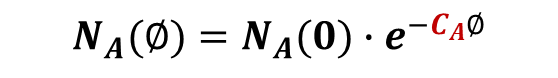 N_A(∅) = N_A(0) · e^{-C_A∅}